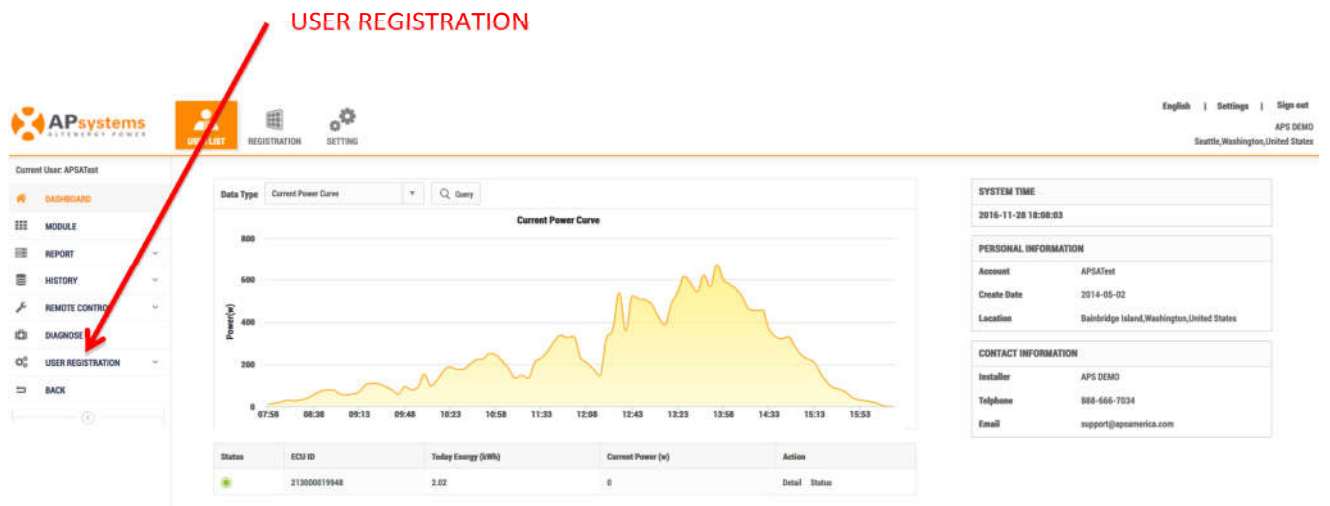 USER REGISTRATION
APsystems
ALTENERGY POWER
USER LIST
REGISTRATION
SETTING
English | Settings | Sign out
APS DEMO
Seattle,Washington,United States
Current User: APSATest
DASHBOARD
MODULE
REPORT
HISTORY
REMOTE CONTROL
DIAGNOSE
USER REGISTRATION
BACK
Data Type Current Power Curve Query
Current Power Curve
Power(w)
800
600
400
200
0
07:58 08:38 09:13 09:48 10:23 10:58 11:33 12:08 12:43 13:23 13:58 14:33 15:13 15:53
Status ECU ID Today Energy (kWh) Current Power (w) Action
213000019948 2.02 0 Detail Status
SYSTEM TIME
2016-11-28 18:08:03
PERSONAL INFORMATION
Account APSATest
Create Date 2014-05-02
Location Bainbridge Island,Washington,United States
CONTACT INFORMATION
Installer APS DEMO
Telphone 888-666-7034
Email support@apsamerica.com